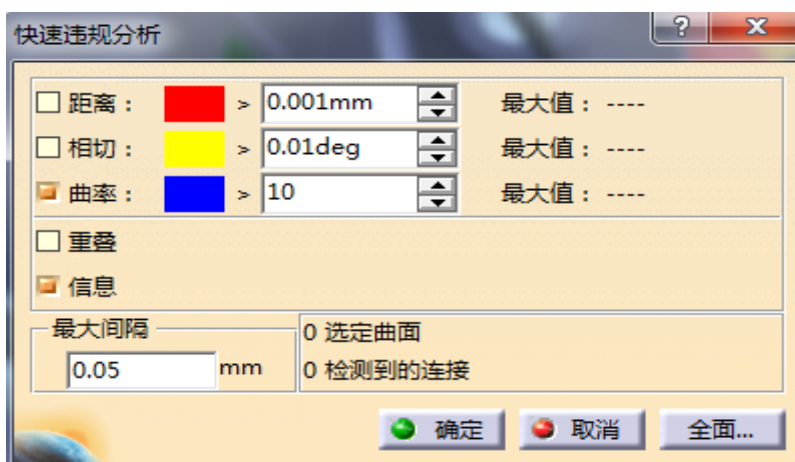 快速违规分析
距离： > 0.001mm 最大值： ----
相切： > 0.01deg 最大值： ----
曲率： > 10 最大值： ----
重叠
信息
最大间隔
0.05 mm
0 选定曲面
0 检测到的连接
确定 取消 全面...